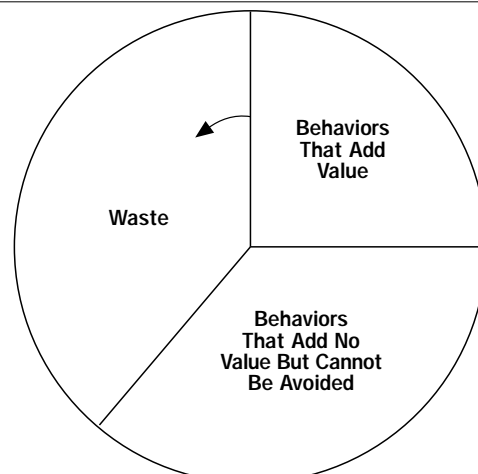 Behaviors
That Add
Value
Waste
Behaviors
That Add No
Value But Cannot
Be Avoided